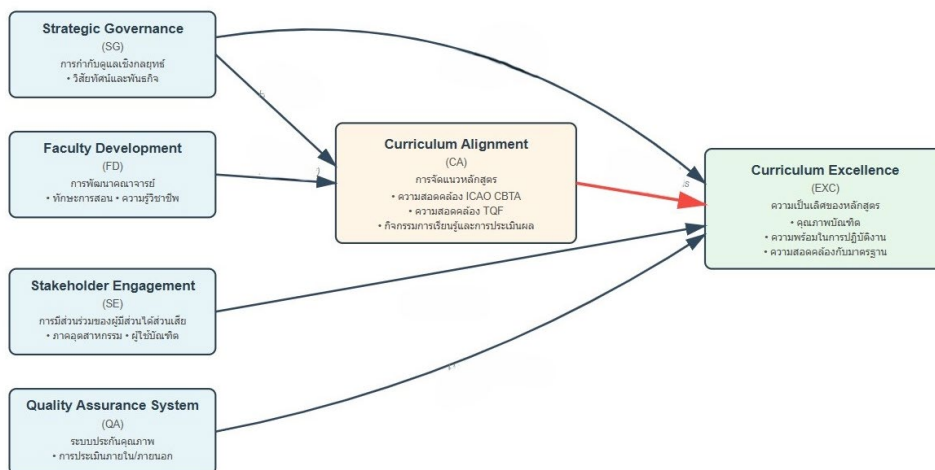 Strategic Governance
(SG)
การกำกับดูแลเชิงกลยุทธ์
• วิสัยทัศน์และพันธกิจ
Faculty Development
(FD)
การพัฒนาคณาจารย์
• ทักษะการสอน • ความรู้วิชาชีพ
Curriculum Alignment
(CA)
การจัดแนวหลักสูตร
• ความสอดคล้อง ICAO CBTA
• ความสอดคล้อง TQF
• กิจกรรมการเรียนรู้และการประเมินผล
Curriculum Excellence
(EXC)
ความเป็นเลิศของหลักสูตร
• คุณภาพบัณฑิต
• ความพร้อมในการปฏิบัติงาน
• ความสอดคล้องกับมาตรฐาน
Stakeholder Engagement
(SE)
การมีส่วนร่วมของผู้มีส่วนได้ส่วนเสีย
• ภาคอุตสาหกรรม • ผู้ใช้บัณฑิต
Quality Assurance System
(QA)
ระบบประกันคุณภาพ
• การประเมินภายใน/ภายนอก